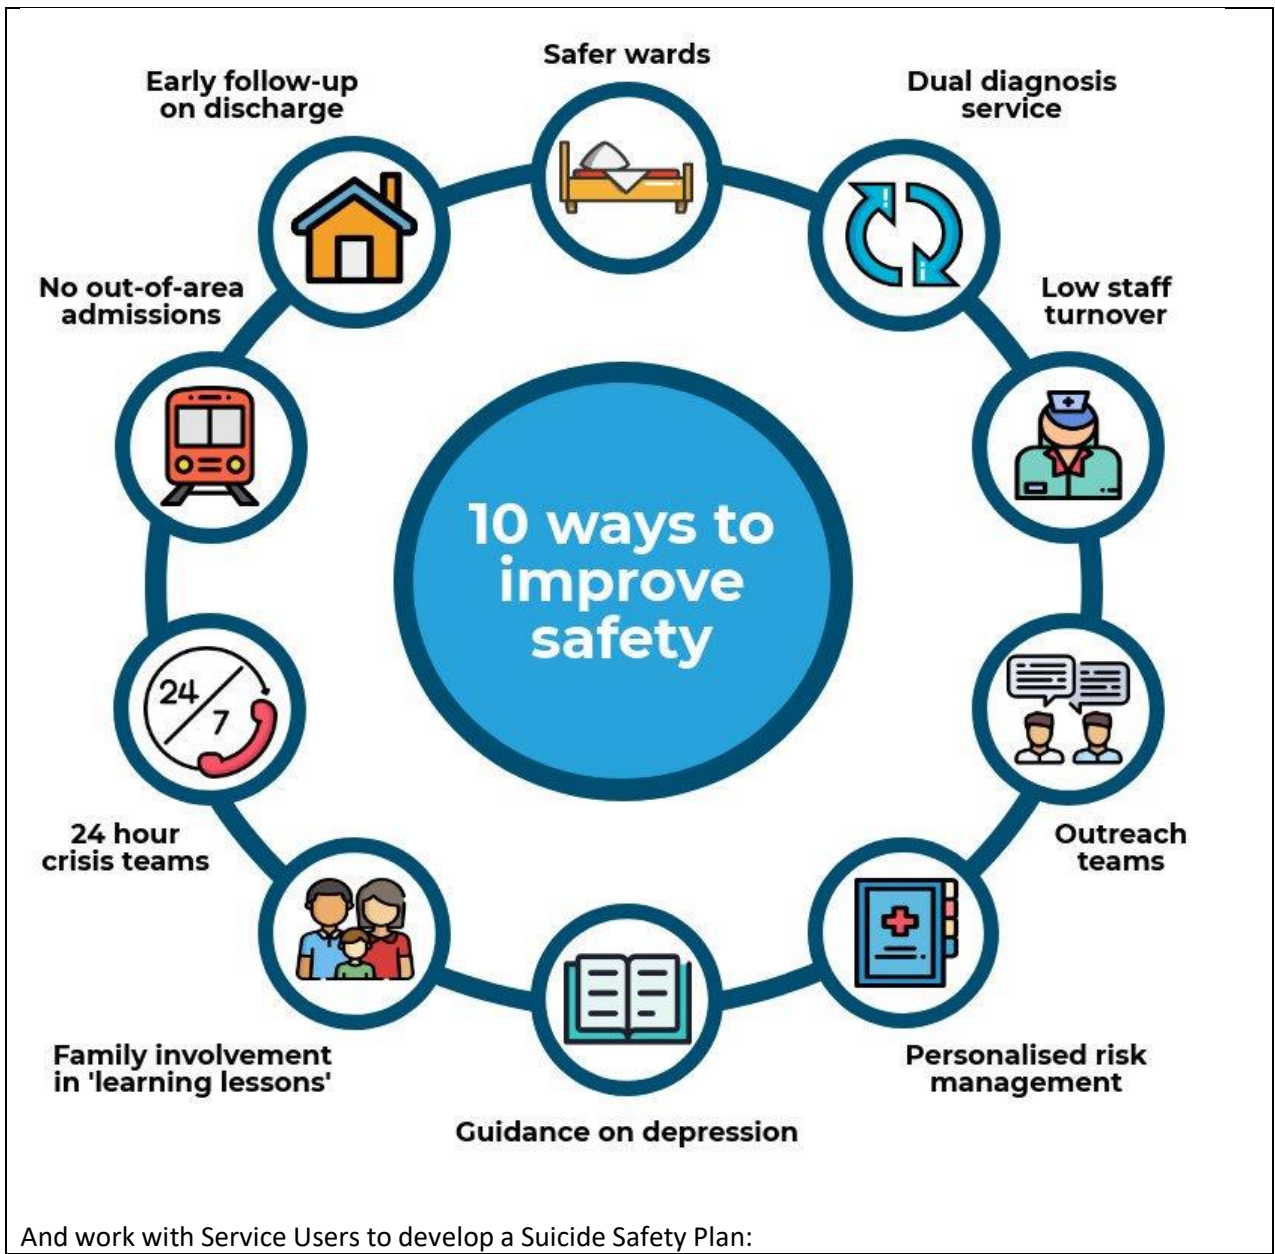 Safer wards
Dual diagnosis
service
Low staff
turnover
Outreach
teams
Personalised risk
management
Guidance on depression
Family involvement
in 'learning lessons'
24 hour
crisis teams
24
7
No out-of-area
admissions
Early follow-up
on discharge
10 ways to
improve
safety
And work with Service Users to develop a Suicide Safety Plan: